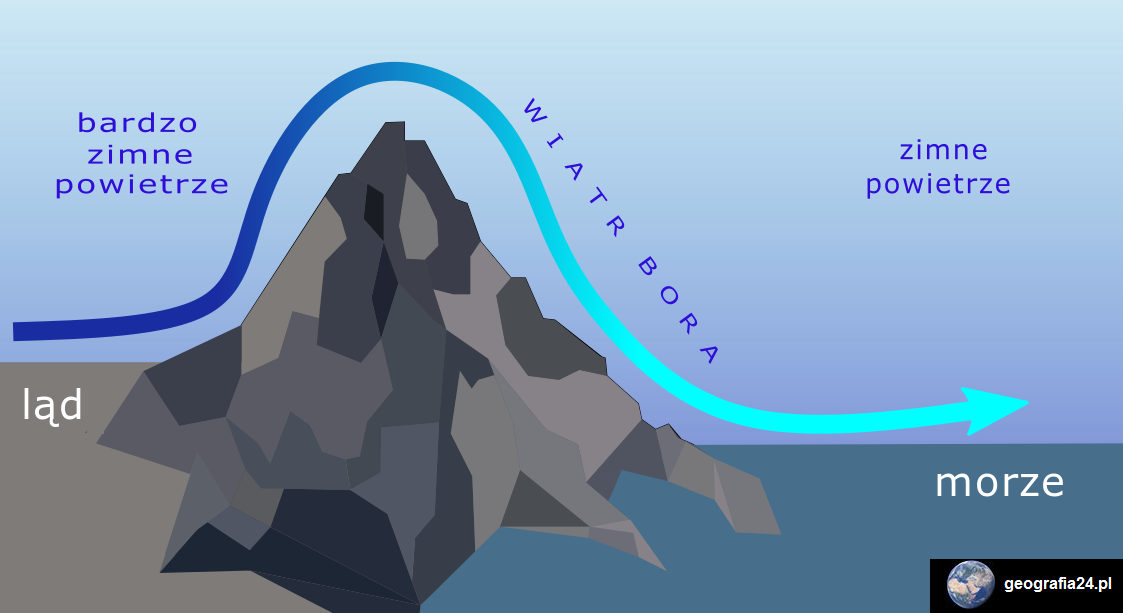 bardzo
zimne
powietrze
WIATR BORA
zimne
powietrze
ląd
morze
geografia24.pl